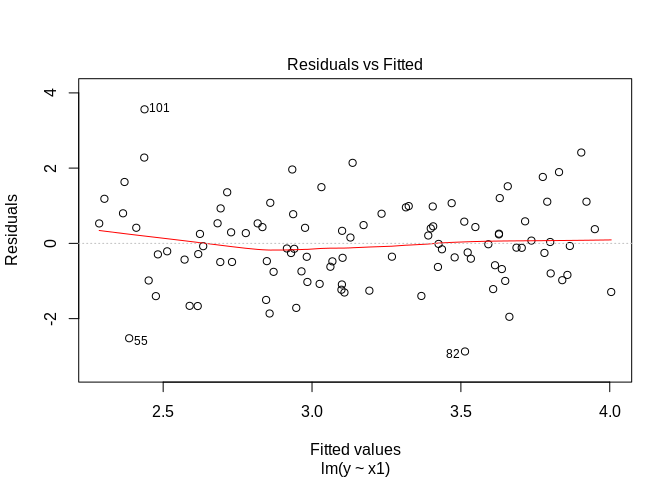 Residuals vs Fitted
Residuals
4
2
0
-2
101
55
82
2.5 3.0 3.5 4.0
Fitted values
lm(y ~ x1)